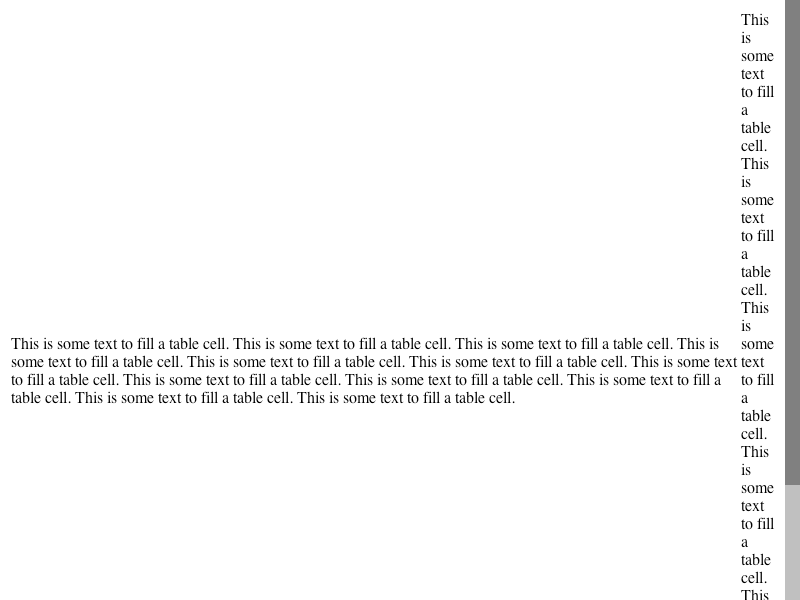 This is some text to fill a table cell. This is some text to fill a table cell. This is some text to fill a table cell. This is
some text to fill a table cell. This is some text to fill a table cell. This is some text to fill a table cell. This is some text
to fill a table cell. This is some text to fill a table cell. This is some text to fill a table cell. This is some text to fill a
table cell. This is some text to fill a table cell. This is some text to fill a table cell.
This
is
some
text
to fill
a
table
cell.
This
is
some
text
to fill
a
table
cell.
This
is
some
text
to fill
a
table
cell.
This
is
some
text
to fill
a
table
cell.
This